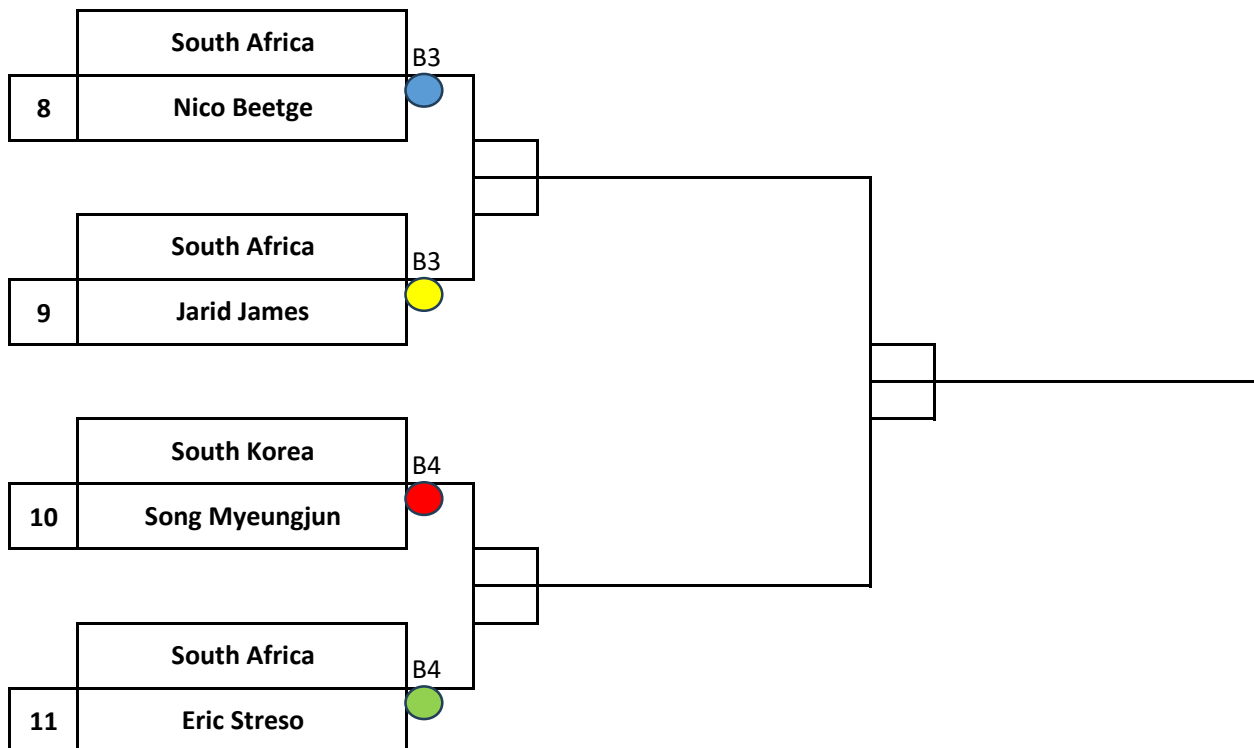 South Africa
B3
8
Nico Beetge
South Africa
B3
9
Jarid James
South Korea
B4
10
Song Myeungjun
South Africa
B4
11
Eric Streso